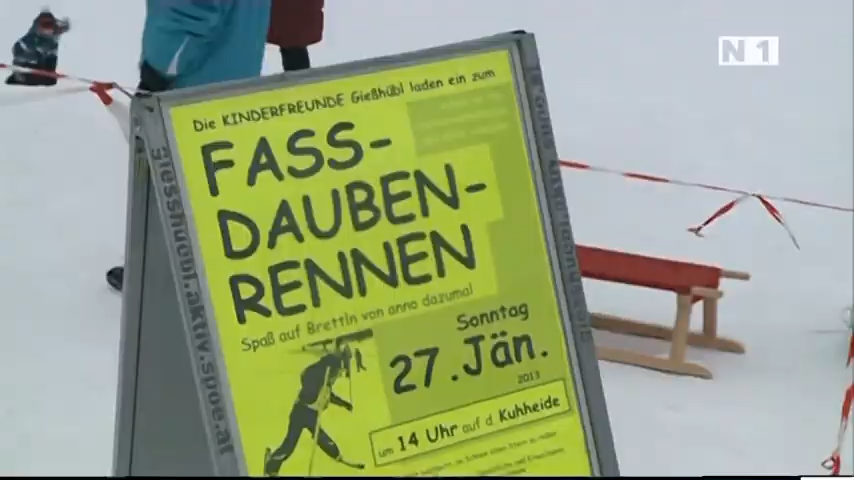 N1
Die KINDERFREUNDE Gießhübl laden ein zum
FASS-
DAUBEN-
RENNEN
Spaß auf Brettln von anno dazumal
Sonntag
27. Jän.
2013
um 14 Uhr auf d Kuhheide
giesshuebl.aktiv.spoe.at